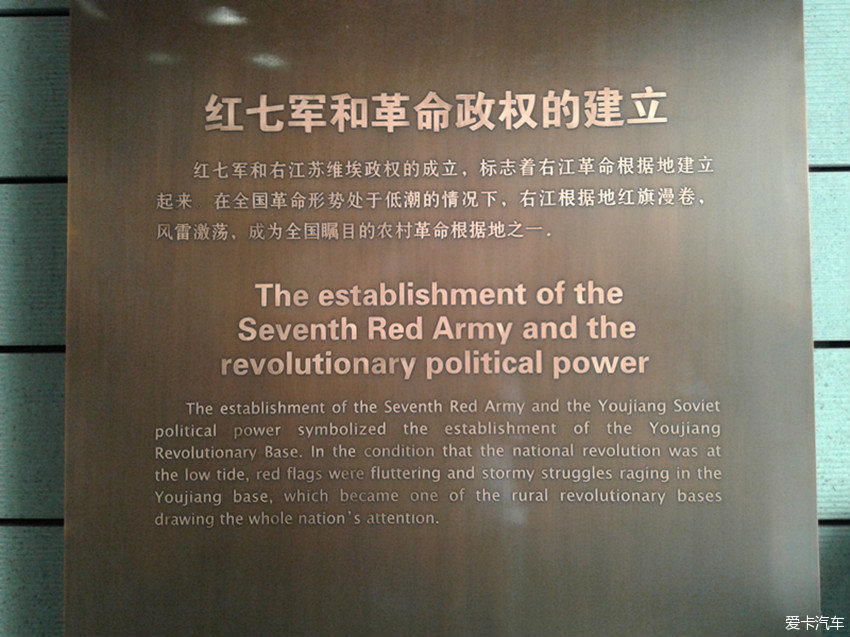 红七军和革命政权的建立
红七军和右江苏维埃政权的成立，标志着右江革命根据地建立
起来．在全国革命形势处于低潮的情况下，右江根据地红旗漫卷，
风雷激荡，成为全国瞩目的农村革命根据地之一．
The establishment of the
Seventh Red Army and the
revolutionary political power
The establishment of the Seventh Red Army and the Youjiang Soviet
political power symbolized the establishment of the Youjiang
Revolutionary Base. In the condition that the national revolution was at
the low tide, red flags were fluttering and stormy struggles raging in the
Youjiang base, which became one of the rural revolutionary bases
drawing the whole nation's attention.
爱卡汽车